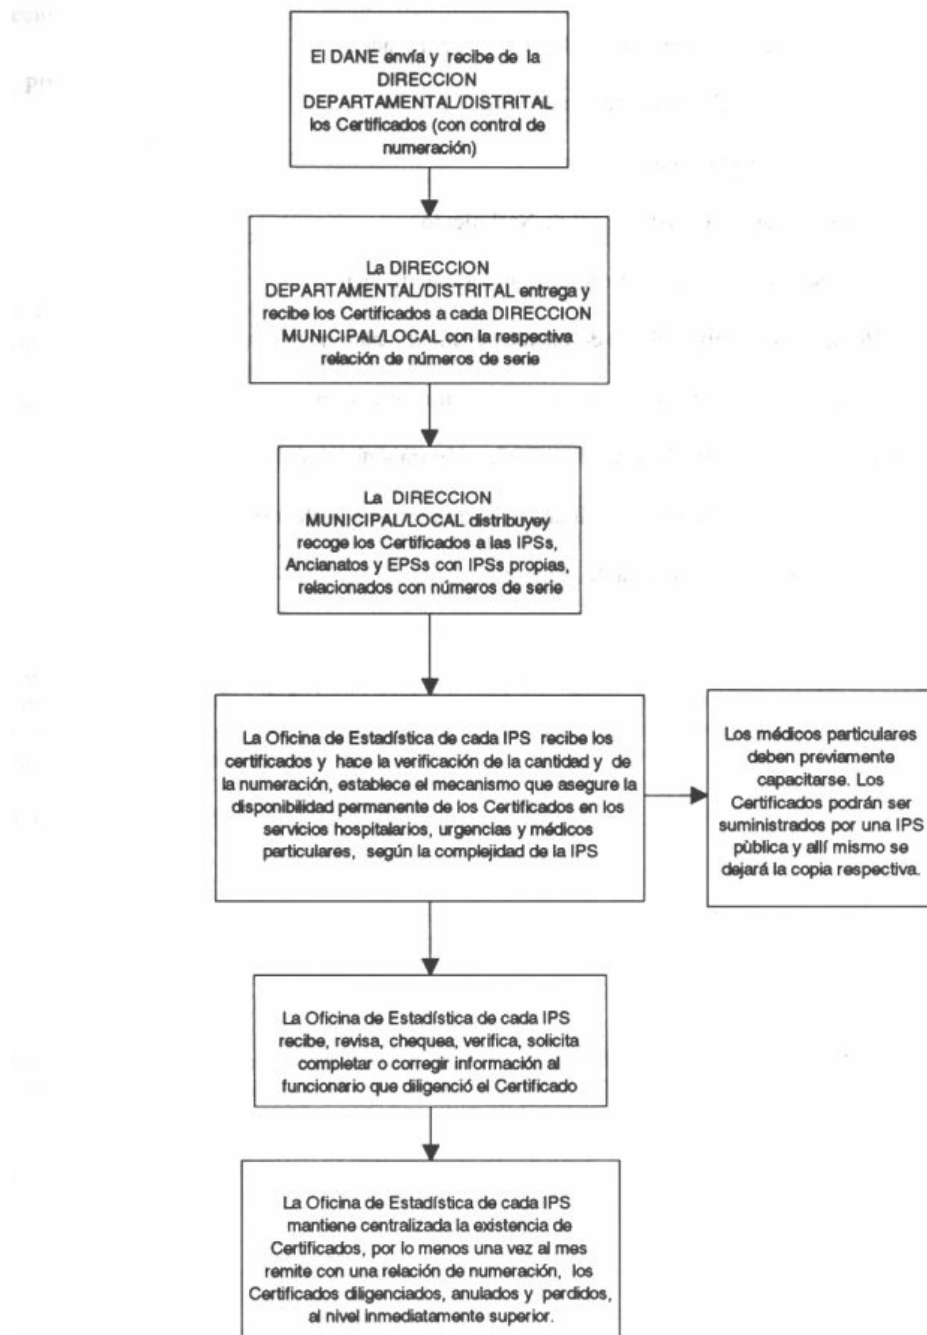 El DANE envía y recibe de la
DIRECCION
DEPARTAMENTAL/DISTRITAL
los Certificados (con control de
numeración)
La DIRECCION
DEPARTAMENTAL/DISTRITAL entrega y
recibe los Certificados a cada DIRECCION
MUNICIPAL/LOCAL con la respectiva
relación de números de serie
La DIRECCION
MUNICIPAL/LOCAL distribuyey
recoge los Certificados a las IPSs,
Ancianatos y EPSs con IPSs propias,
relacionados con números de serie
La Oficina de Estadística de cada IPS recibe los
certificados y hace la verificación de la cantidad y de
la numeración, establece el mecanismo que asegure la
disponibilidad permanente de los Certificados en los
servicios hospitalarios, urgencias y médicos
particulares, según la complejidad de la IPS
Los médicos particulares
deben previamente
capacitarse. Los
Certificados podrán ser
suministrados por una IPS
pùblica y allí mismo se
dejará la copia respectiva.
La Oficina de Estadística de cada IPS
recibe, revisa, chequea, verifica, solicita
completar o corregir información al
funcionario que diligenció el Certificado
La Oficina de Estadística de cada IPS
mantiene centralizada la existencia de
Certificados, por lo menos una vez al mes
remite con una relación de numeración, los
Certificados diligenciados, anulados y perdidos,
al nivel inmediatamente superior.